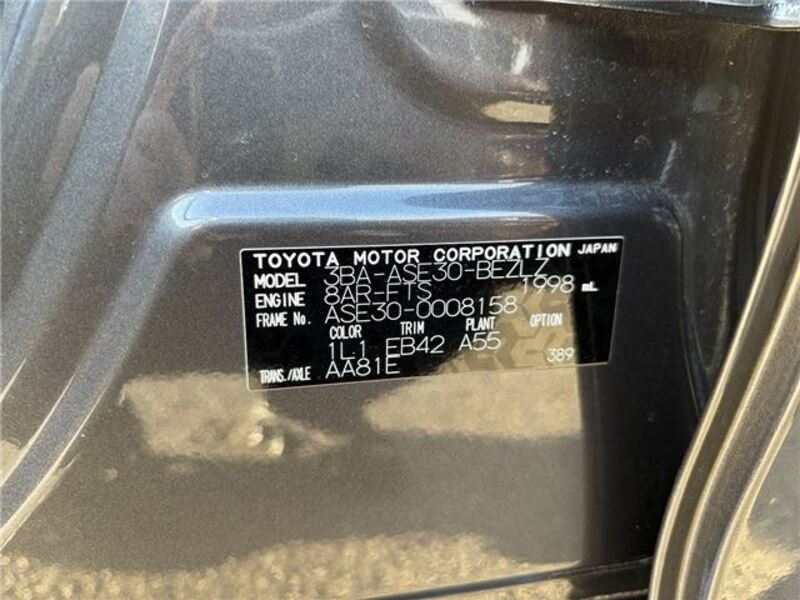 TOYOTA MOTOR CORPORATION JAPAN
MODEL 3BA-ASE30-BEZLZ
ENGINE 8AR-FTS 1998 mL
FRAME No. ASE30-0008158
COLOR TRIM PLANT OPTION
1L1 EB42 A55
TRANS./AXLE AA81E 389